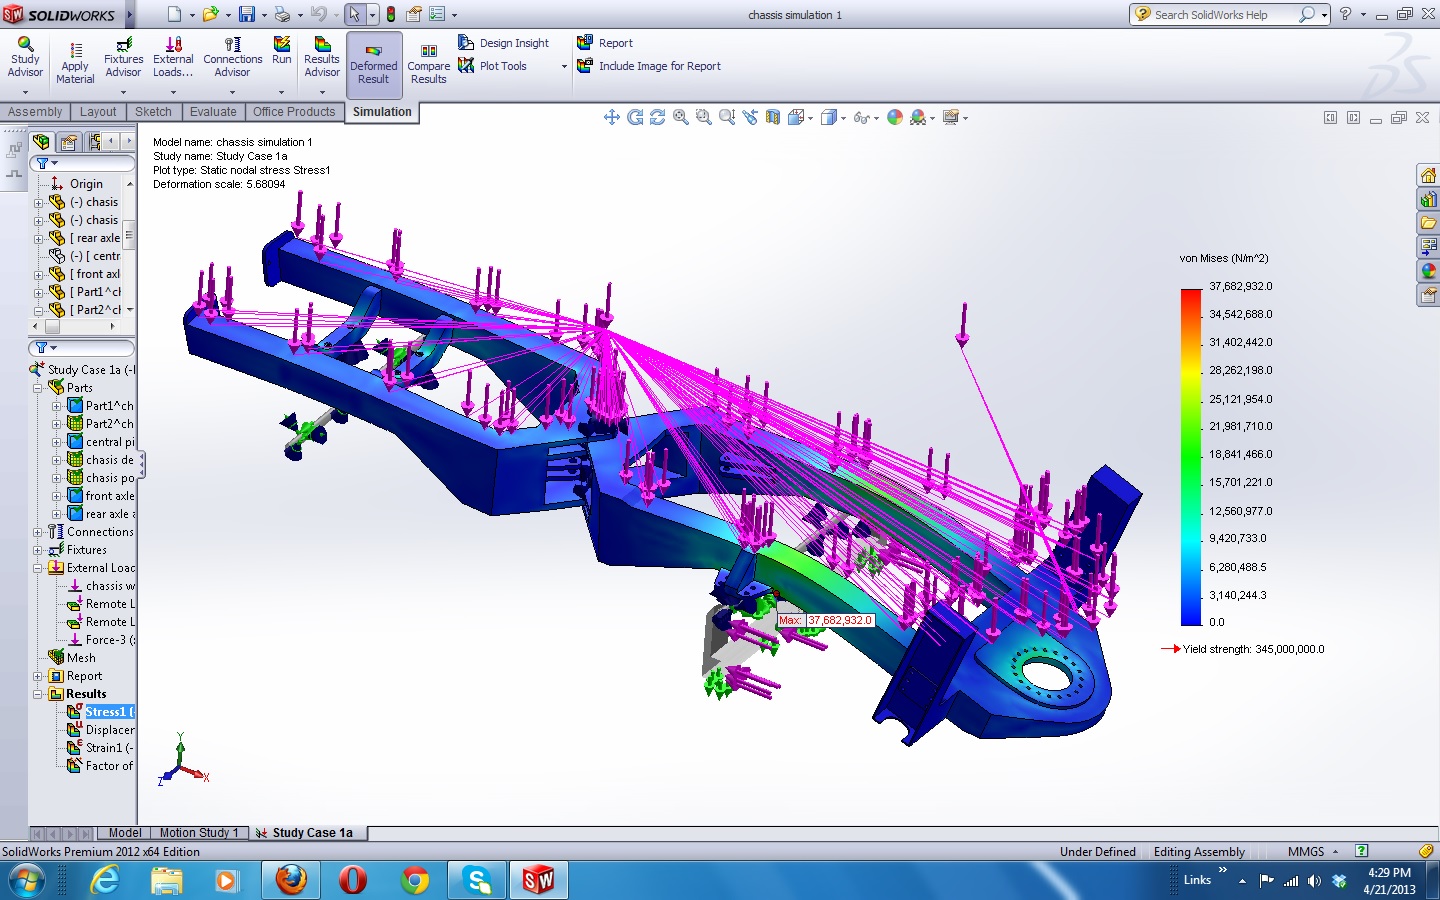 SOLIDWORKS
chassis simulation 1
Search SolidWorks Help
Study Advisor
Apply Material
Fixtures Advisor
External Loads...
Connections Advisor
Run
Results Advisor
Deformed Result
Compare Results
Design Insight
Plot Tools
Report
Include Image for Report
Assembly
Layout
Sketch
Evaluate
Office Products
Simulation
Model name: chassis simulation 1
Study name: Study Case 1a
Plot type: Static nodal stress Stress1
Deformation scale: 5.68094
Origin
(-) chasis
(-) chasis
[ rear axle
(-) [ centr
[ front axl
[ Part1^ch
[ Part2^ch
Study Case 1a (-
Parts
Part1^ch
Part2^ch
central pi
chasis de
chasis po
front axle
rear axle a
Connections
Fixtures
External Loac
chassis w
Remote L
Remote L
Force-3 (
Mesh
Report
Results
Stress1 (
Displacer
Strain1 (-
Factor of
von Mises (N/m^2)
37,682,932.0
34,542,688.0
31,402,442.0
28,262,198.0
25,121,954.0
21,981,710.0
18,841,466.0
15,701,221.0
12,560,977.0
9,420,733.0
6,280,488.5
3,140,244.3
0.0
Yield strength: 345,000,000.0
Max: 37,682,932.0
Y
X
Z
Model
Motion Study 1
Study Case 1a
SolidWorks Premium 2012 x64 Edition
Under Defined
Editing Assembly
MMGS
Links
4:29 PM
4/21/2013